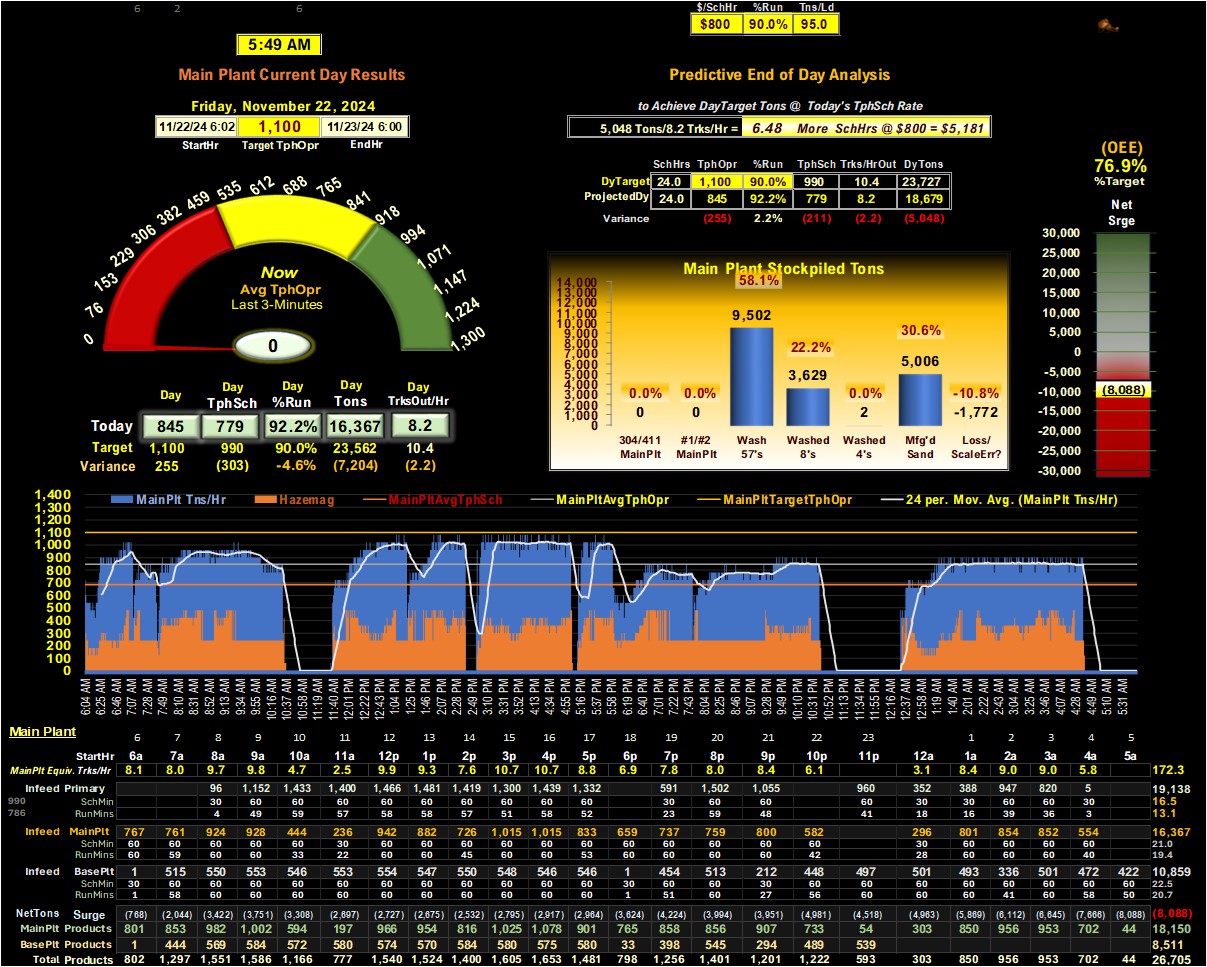 6 2 6
$/SchHr %Run Tns/Ld
$800 90.0% 95.0
5:49 AM
Main Plant Current Day Results
Predictive End of Day Analysis
Friday, November 22, 2024
to Achieve DayTarget Tons @ Today's TphSch Rate
11/22/24 6:02 1,100 11/23/24 6:00
StartHr Target TphOpr EndHr
5,048 Tons/8.2 Trks/Hr = 6.48 More SchHrs @ $800 = $5,181
(OEE)
76.9%
%Target
Net
Srge
SchHrs TphOpr %Run TphSch Trks/HrOut DyTons
DyTarget 24.0 1,100 90.0% 990 10.4 23,727
ProjectedDy 24.0 845 92.2% 779 8.2 18,679
Variance (255) 2.2% (211) (2.2) (5,048)
0 76 153 229 306 382 459 535 612 688 765 841 918 994 1,071 1,147 1,224 1,300
Now
Avg TphOpr
Last 3-Minutes
0
Day Day TphSch Day %Run Day Tons Day TrksOut/Hr
Today 845 779 92.2% 16,367 8.2
Target 1,100 990 90.0% 23,562 10.4
Variance 255 (303) -4.6% (7,204) (2.2)
Main Plant Stockpiled Tons
14,000
13,000
12,000
11,000
10,000
9,000
8,000
7,000
6,000
5,000
4,000
3,000
2,000
1,000
0
0.0% 0.0% 58.1% 22.2% 0.0% 30.6% -10.8%
0 0 9,502 3,629 2 5,006 -1,772
304/411 #1/#2 Wash Washed Washed Mfg'd Loss/
MainPlt MainPlt 57's 8's 4's Sand ScaleErr?
30,000
25,000
20,000
15,000
10,000
5,000
0
-5,000
-10,000
-15,000
-20,000
-25,000
-30,000
(8,088)
MainPlt Tns/Hr Hazemag MainPltAvgTphSch MainPltAvgTphOpr MainPltTargetTphOpr 24 per. Mov. Avg. (MainPlt Tns/Hr)
1,400
1,300
1,200
1,100
1,000
900
800
700
600
500
400
300
200
100
0
6:04 AM 6:25 AM 6:46 AM 7:07 AM 7:28 AM 7:49 AM 8:10 AM 8:31 AM 8:52 AM 9:13 AM 9:34 AM 9:55 AM 10:16 AM 10:37 AM 10:58 AM 11:19 AM 11:40 AM 12:01 PM 12:22 PM 12:43 PM 1:04 PM 1:25 PM 1:46 PM 2:07 PM 2:28 PM 2:49 PM 3:10 PM 3:31 PM 3:52 PM 4:13 PM 4:34 PM 4:55 PM 5:16 PM 5:37 PM 5:58 PM 6:19 PM 6:40 PM 7:01 PM 7:22 PM 7:43 PM 8:04 PM 8:25 PM 8:46 PM 9:07 PM 9:28 PM 9:49 PM 10:10 PM 10:31 PM 10:52 PM 11:13 PM 11:34 PM 11:55 PM 12:16 AM 12:37 AM 12:58 AM 1:19 AM 1:40 AM 2:01 AM 2:22 AM 2:43 AM 3:04 AM 3:25 AM 3:46 AM 4:07 AM 4:28 AM 4:49 AM 5:10 AM 5:31 AM
Main Plant
6 7 8 9 10 11 12 13 14 15 16 17 18 19 20 21 22 23 1 2 3 4 5
StartHr 6a 7a 8a 9a 10a 11a 12p 1p 2p 3p 4p 5p 6p 7p 8p 9p 10p 11p 12a 1a 2a 3a 4a 5a
MainPlt Equiv. Trks/Hr 8.1 8.0 9.7 9.8 4.7 2.5 9.9 9.3 7.6 10.7 10.7 8.8 6.9 7.8 8.0 8.4 6.1 3.1 8.4 9.0 9.0 5.8 172.3
Infeed Primary 96 1,152 1,433 1,400 1,466 1,481 1,419 1,300 1,439 1,332 591 1,502 1,055 960 352 388 947 820 5 19,138
990 SchMin 30 60 60 60 60 60 60 60 60 60 30 60 60 60 30 60 60 60 30 16.5
786 RunMins 4 49 59 57 58 58 57 51 58 52 23 59 48 41 18 16 39 36 3 13.1
Infeed MainPlt 767 761 924 928 444 236 942 882 726 1,015 1,015 833 659 737 759 800 582 296 801 854 852 554 16,367
SchMin 60 60 60 60 60 30 60 60 60 60 60 60 60 60 60 60 60 30 60 60 60 60 21.0
RunMins 60 59 60 60 33 22 60 60 45 60 60 53 60 60 60 60 42 28 60 60 60 40 19.4
Infeed BasePlt 1 515 550 553 546 553 554 547 550 548 546 546 1 454 513 212 448 497 501 493 336 501 472 422 10,859
SchMin 30 60 60 60 60 60 60 60 60 60 60 60 30 60 60 30 60 60 60 60 60 60 60 60 22.5
RunMins 1 58 60 60 60 60 60 60 60 60 60 60 1 51 60 27 56 60 60 60 41 60 58 50 20.7
NetTons Surge (768) (2,044) (3,422) (3,751) (3,308) (2,697) (2,727) (2,675) (2,532) (2,795) (2,917) (2,964) (3,624) (4,224) (3,994) (3,951) (4,981) (4,518) (4,963) (5,869) (6,112) (6,645) (7,666) (8,088) (8,088)
MainPlt Products 801 853 982 1,002 594 197 966 954 816 1,025 1,078 901 765 858 856 907 733 54 303 850 956 953 702 44 18,150
BasePlt Products 1 444 569 584 572 580 574 570 584 580 575 580 33 398 545 294 489 539 8,511
Total Products 802 1,297 1,551 1,586 1,166 777 1,540 1,524 1,400 1,605 1,653 1,481 798 1,256 1,401 1,201 1,222 593 303 850 956 953 702 44 26,705